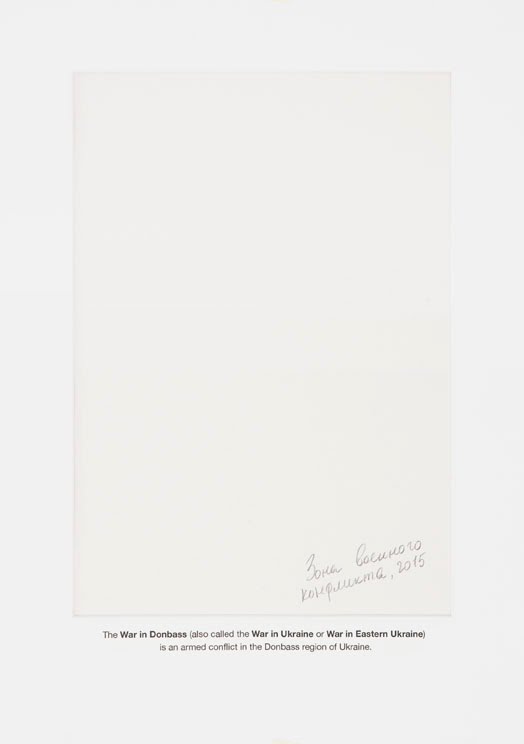 Зона военного
конфликта, 2015
The War in Donbass (also called the War in Ukraine or War in Eastern Ukraine)
is an armed conflict in the Donbass region of Ukraine.